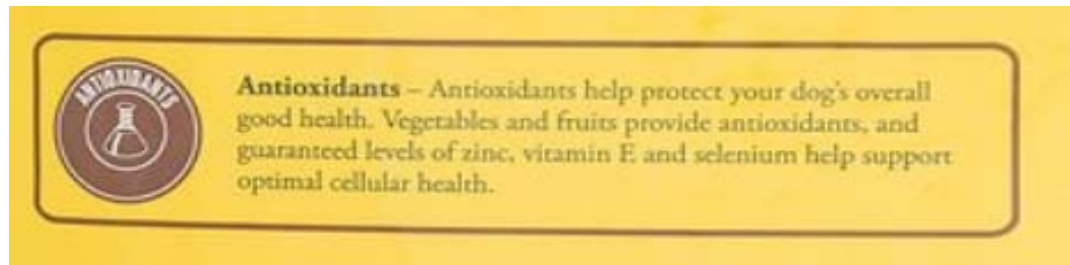 ANTIOXIDANTS
Antioxidants – Antioxidants help protect your dog's overall
good health. Vegetables and fruits provide antioxidants, and
guaranteed levels of zinc, vitamin E and selenium help support
optimal cellular health.